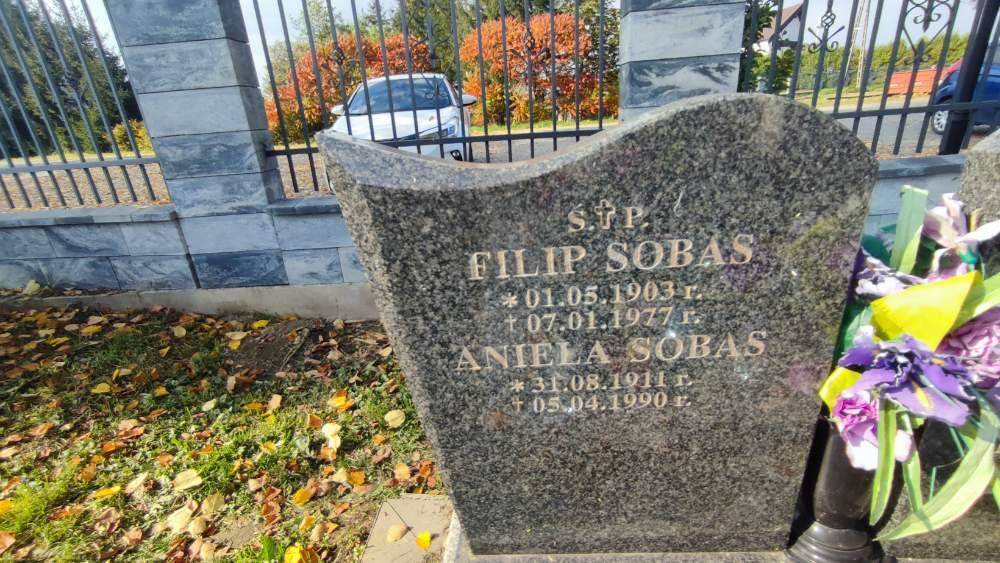 S.✝P.
FILIP SOBAS
* 01.05.1903 r.
† 07.01.1977 r.
ANIELA SOBAS
* 31.08.1911 r.
† 05.04.1990 r.